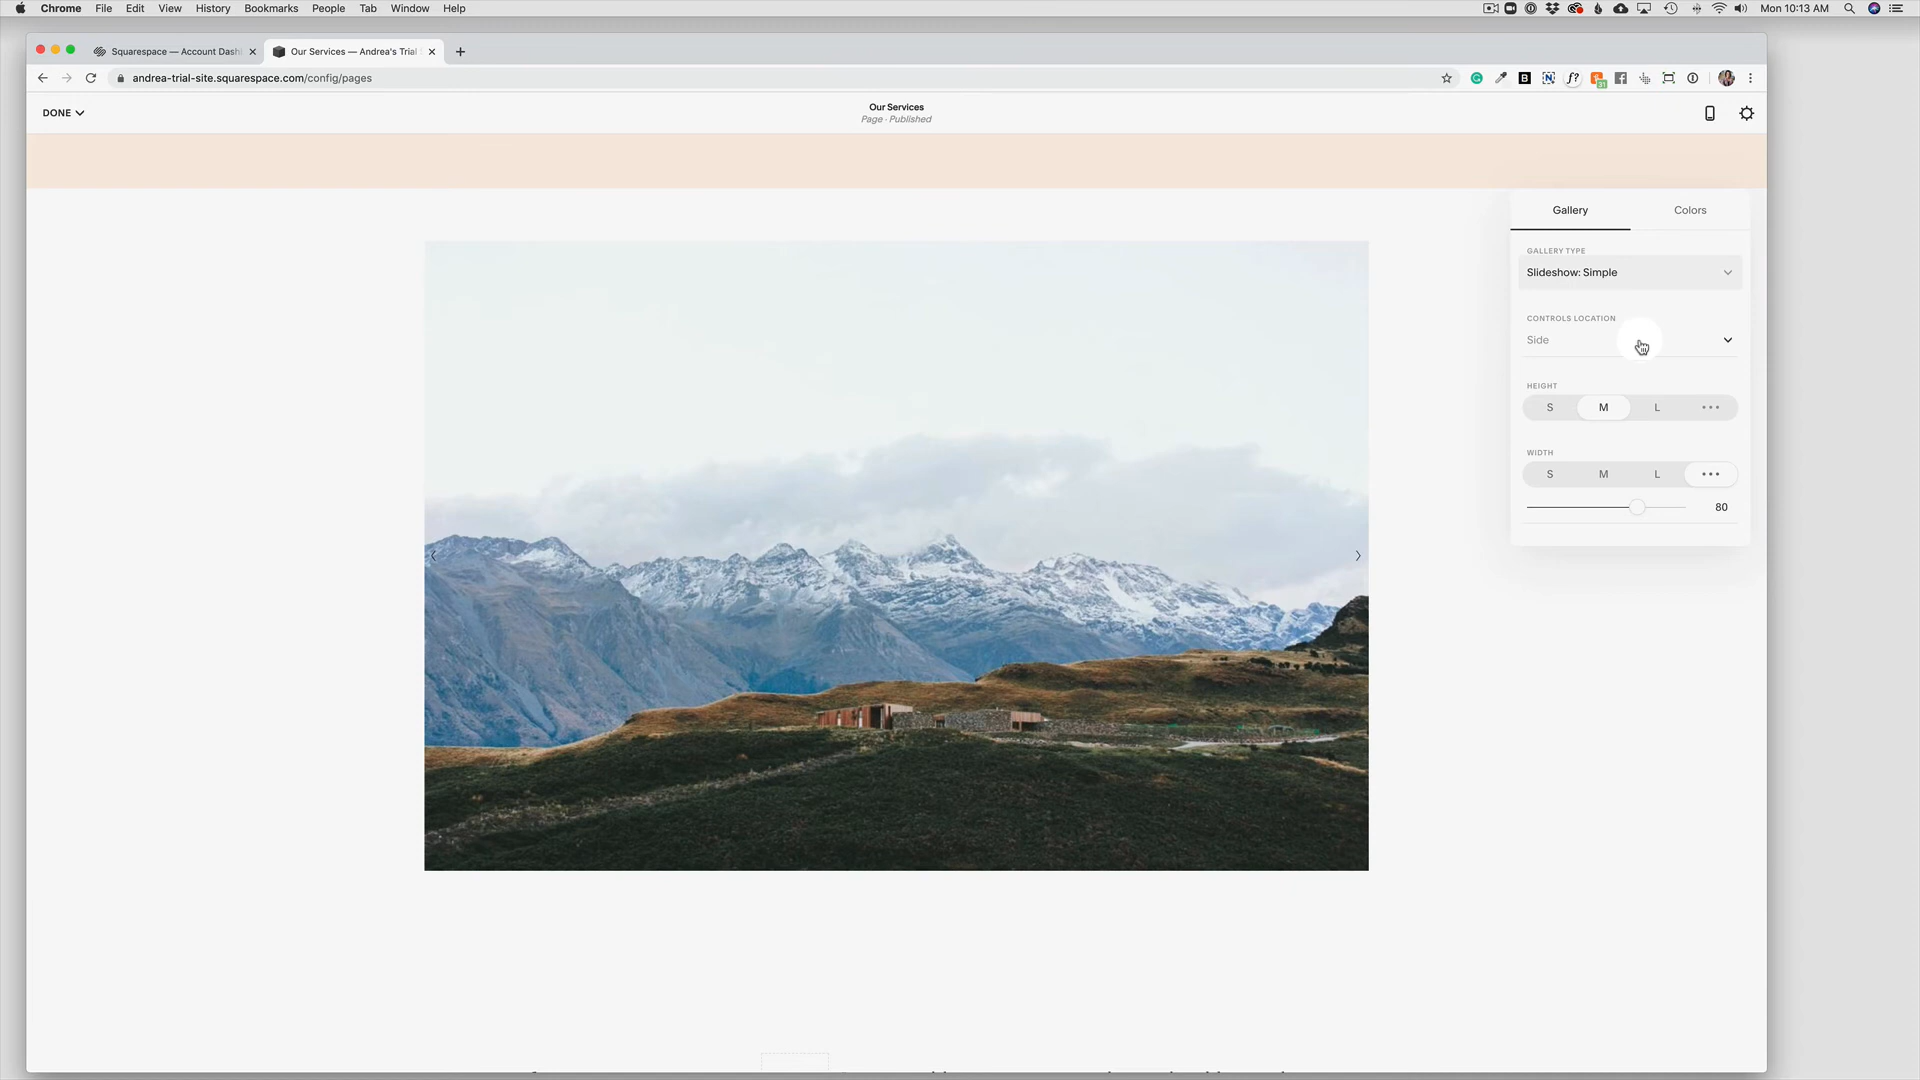 Chrome File Edit View History Bookmarks People Tab Window Help
Mon 10:13 AM
Squarespace — Account Dash
Our Services — Andrea's Trial
andrea-trial-site.squarespace.com/config/pages
31
DONE
Our Services
Page · Published
Gallery
Colors
GALLERY TYPE
Slideshow: Simple
CONTROLS LOCATION
Side
HEIGHT
S M L ...
WIDTH
S M L ...
80